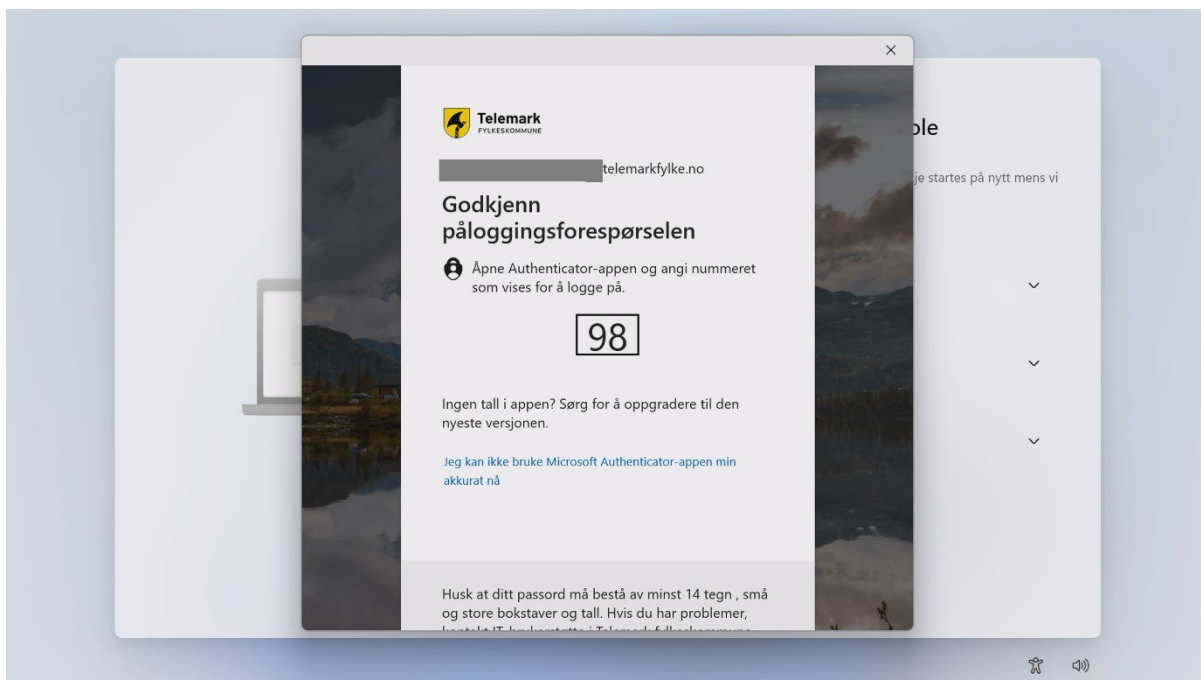 Telemark
FYLKESKOMMUNE
telemarkfylke.no
Godkjenn
påloggingsforespørselen
Åpne Authenticator-appen og angi nummeret
som vises for å logge på.
98
Ingen tall i appen? Sørg for å oppgradere til den
nyeste versjonen.
Jeg kan ikke bruke Microsoft Authenticator-appen min
akkurat nå
Husk at ditt passord må bestå av minst 14 tegn , små
og store bokstaver og tall. Hvis du har problemer,
startes på nytt mens vi